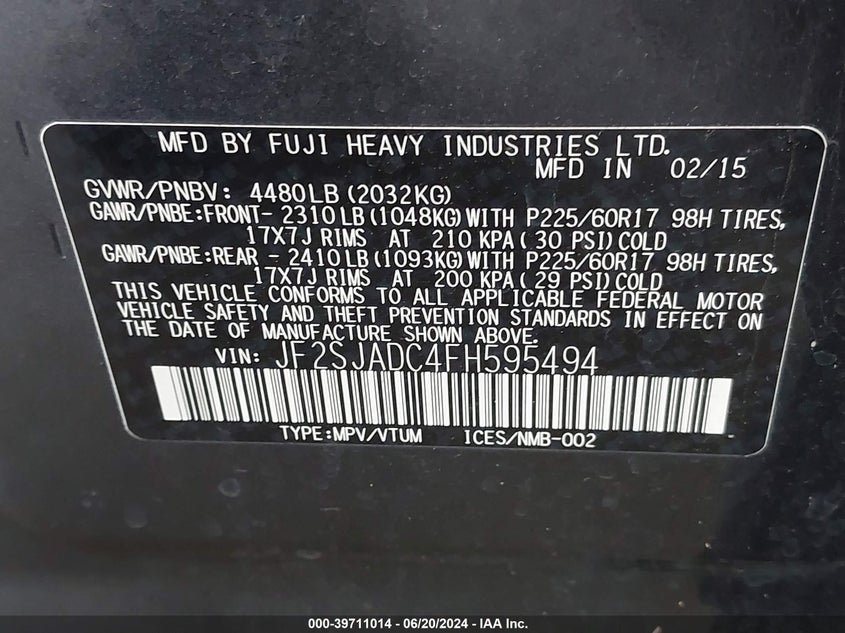 MFD BY FUJI HEAVY INDUSTRIES LTD.
MFD IN 02/15
GVWR/PNBV: 4480LB (2032KG)
GAWR/PNBE:FRONT- 2310LB(1048KG)WITH P225/60R17 98H TIRES,
17X7J RIMS AT 210 KPA( 30 PSI)COLD
GAWR/PNBE:REAR - 2410LB(1093KG)WITH P225/60R17 98H TIRES,
17X7J RIMS AT 200 KPA( 29 PSI)COLD
THIS VEHICLE CONFORMS TO ALL APPLICABLE FEDERAL MOTOR
VEHICLE SAFETY AND THEFT PREVENTION STANDARDS IN EFFECT ON
THE DATE OF MANUFACTURE SHOWN ABOVE.
VIN: JF2SJADC4FH595494
TYPE:MPV/VTUM ICES/NMB-002
000-39711014 - 06/20/2024 - IAA Inc.